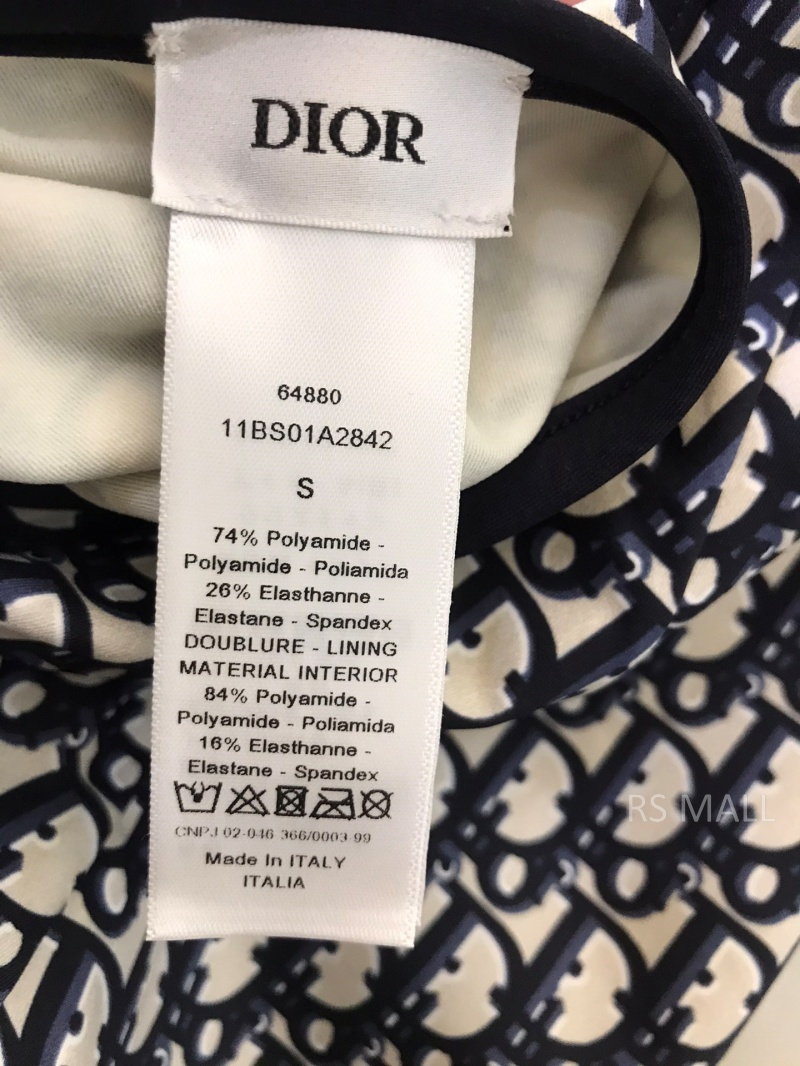 DIOR
64880
11BS01A2842
S
74% Polyamide -
Polyamide - Poliamida
26% Elasthanne -
Elastane - Spandex
DOUBLURE - LINING
MATERIAL INTERIOR
84% Polyamide -
Polyamide - Poliamida
16% Elasthanne -
Elastane - Spandex
CNPJ 02-046 366/0003-99
Made In ITALY
ITALIA
RS MALL